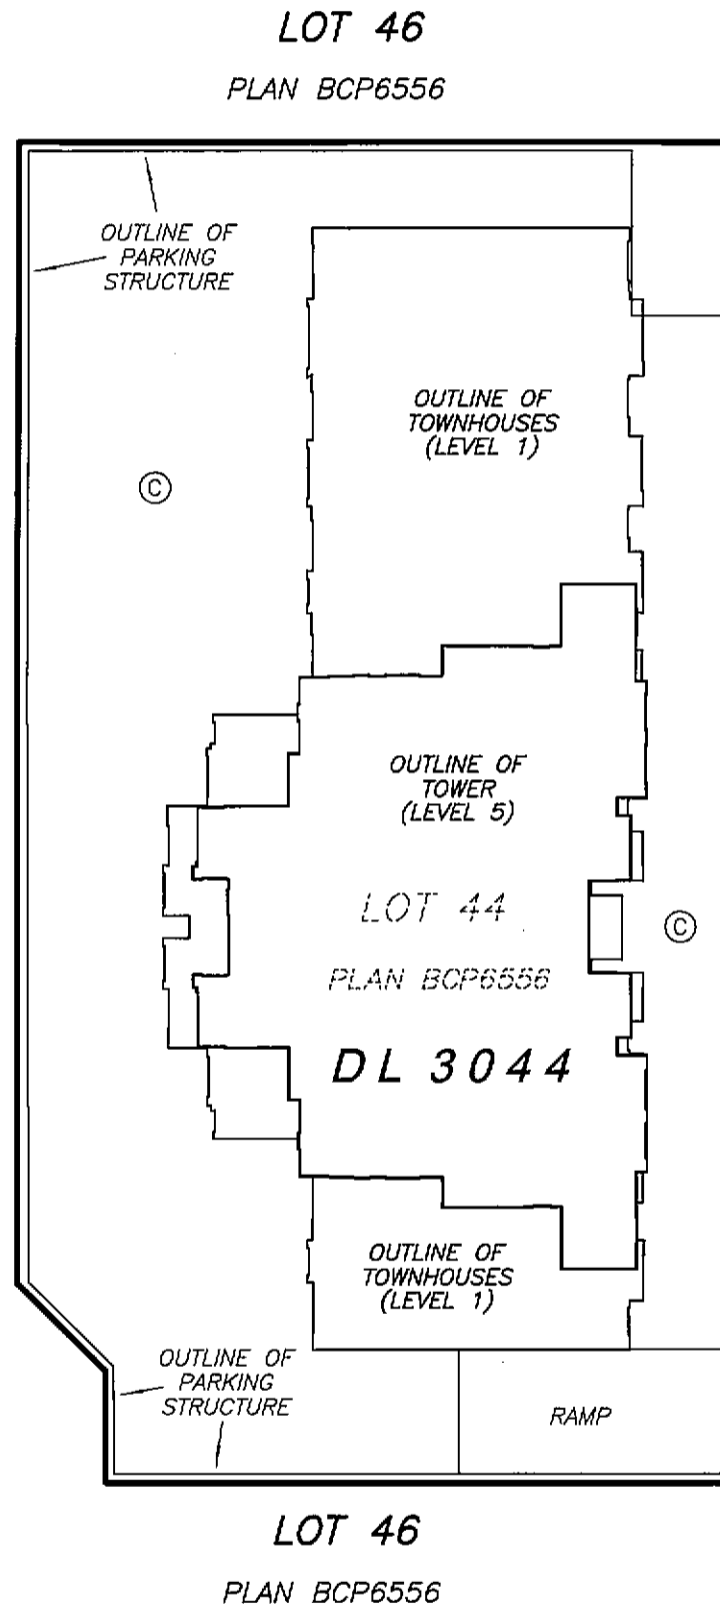 LOT 46
PLAN BCP6556
OUTLINE OF
PARKING
STRUCTURE
OUTLINE OF
TOWNHOUSES
(LEVEL 1)
C
OUTLINE OF
TOWER
(LEVEL 5)
LOT 44
C
PLAN BCP6556
DL 3044
OUTLINE OF
TOWNHOUSES
(LEVEL 1)
OUTLINE OF
PARKING
STRUCTURE
RAMP
LOT 46
PLAN BCP6556